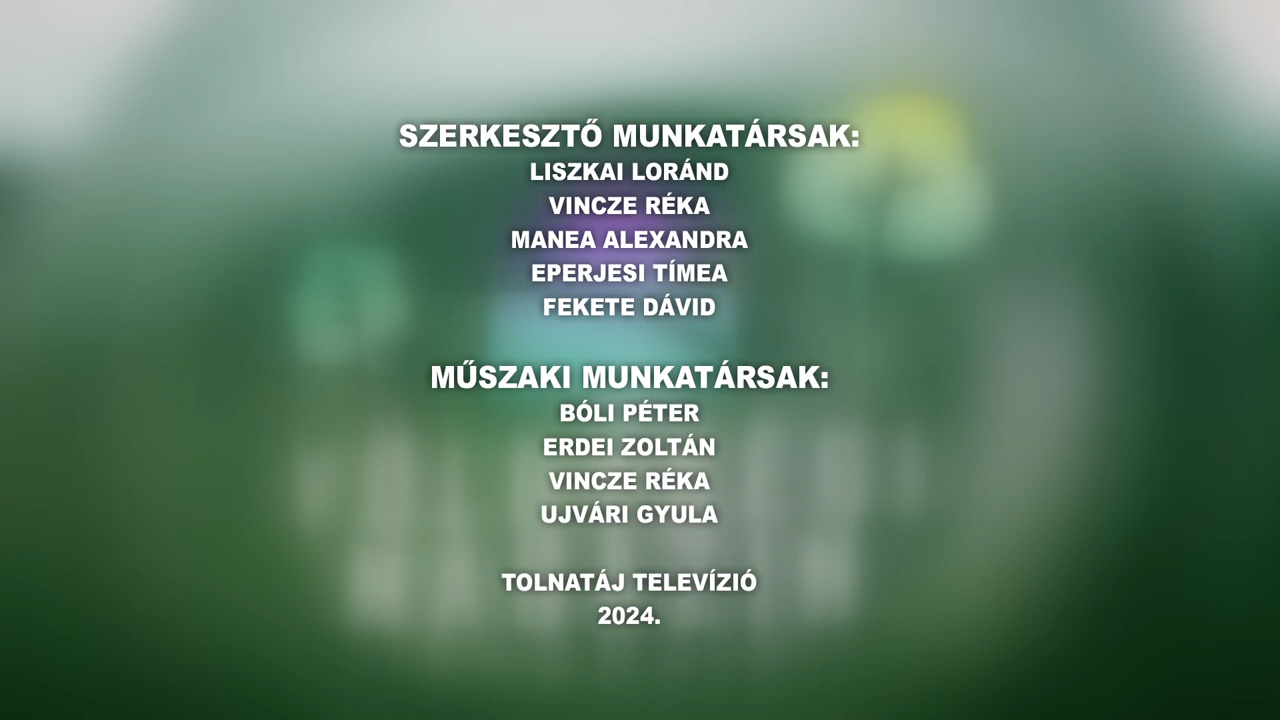 SZERKESZTŐ MUNKATÁRSAK:
LISZKAI LORÁND
VINCZE RÉKA
MANEA ALEXANDRA
EPERJESI TÍMEA
FEKETE DÁVID
MŰSZAKI MUNKATÁRSAK:
BÓLI PÉTER
ERDEI ZOLTÁN
VINCZE RÉKA
UJVÁRI GYULA
TOLNATÁJ TELEVÍZIÓ
2024.